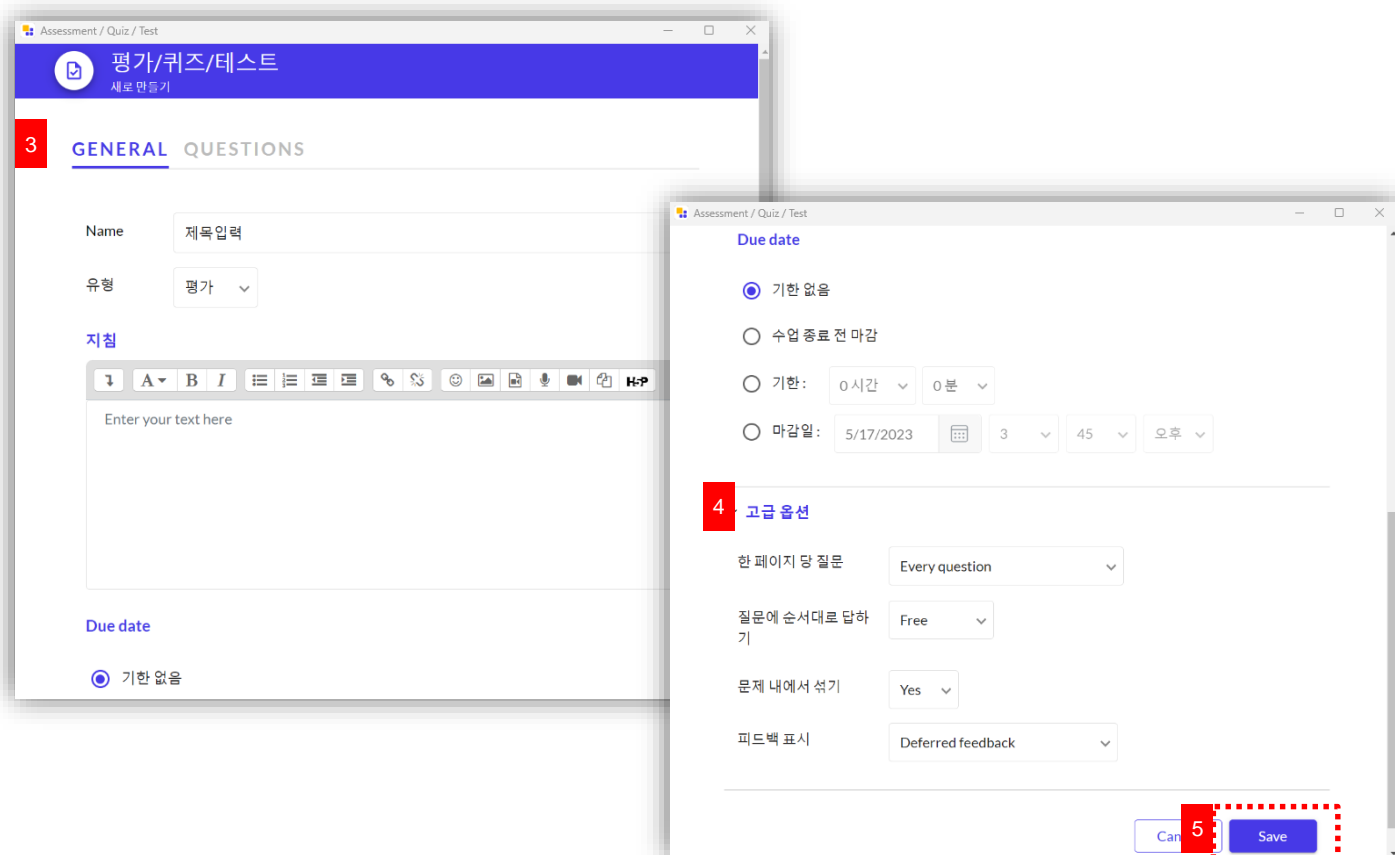 Assessment / Quiz / Test
평가/퀴즈/테스트
새로 만들기
3
GENERAL QUESTIONS
Name 제목입력
유형 평가
지침
A B I H-P
Enter your text here
Due date
기한 없음
Assessment / Quiz / Test
Due date
기한 없음
수업 종료 전 마감
기한 : 0 시간 0 분
마감일 : 5/17/2023 3 45 오후
4 고급 옵션
한 페이지 당 질문 Every question
질문에 순서대로 답하
기
Free
문제 내에서 섞기 Yes
피드백 표시 Deferred feedback
Can 5 Save